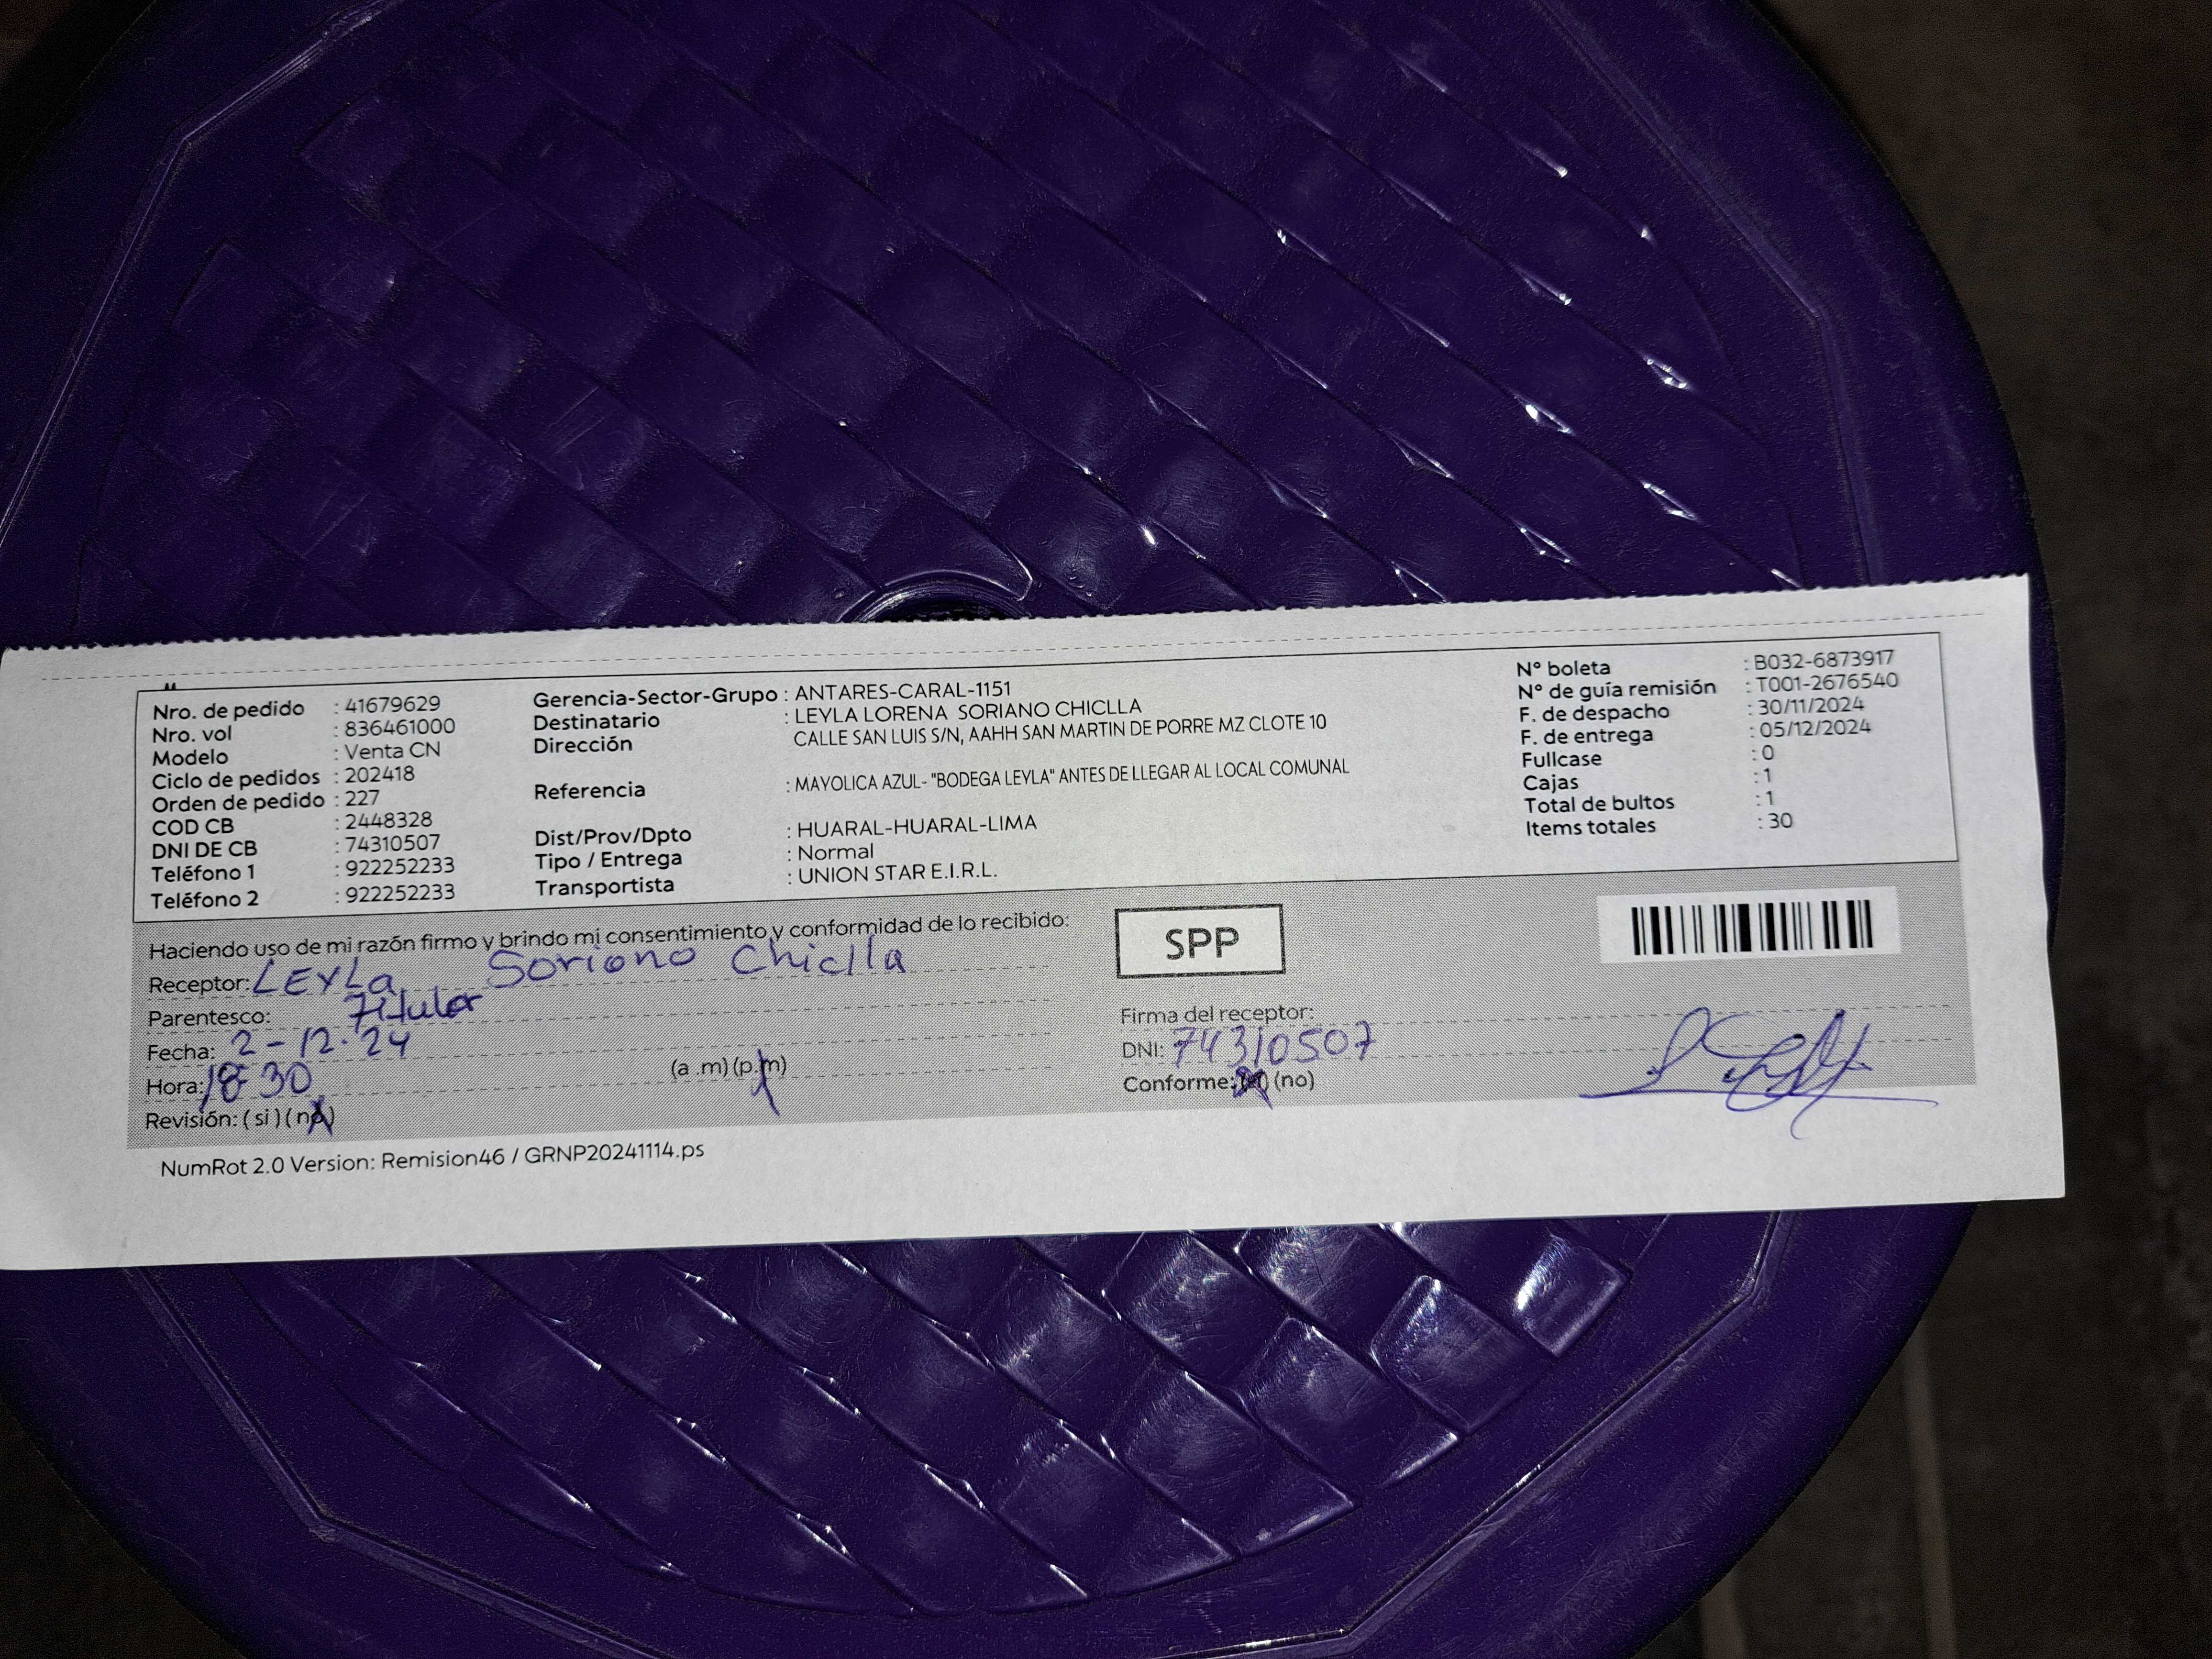 Nro. de pedido : 41679629
Nro. vol : 836461000
Modelo : Venta CN
Ciclo de pedidos : 202418
Orden de pedido : 227
COD CB : 2448328
DNI DE CB : 74310507
Teléfono 1 : 922252233
Teléfono 2 : 922252233
Gerencia-Sector-Grupo : ANTARES-CARAL-1151
Destinatario : LEYLA LORENA SORIANO CHICLLA
Dirección CALLE SAN LUIS S/N, AAHH SAN MARTIN DE PORRE MZ CLOTE 10
Referencia : MAYOLICA AZUL- "BODEGA LEYLA" ANTES DE LLEGAR AL LOCAL COMUNAL
Dist/Prov/Dpto : HUARAL-HUARAL-LIMA
Tipo / Entrega : Normal
Transportista : UNION STAR E.I.R.L.
N° boleta : B032-6873917
N° de guía remisión : T001-2676540
F. de despacho : 30/11/2024
F. de entrega : 05/12/2024
Fullcase : 0
Cajas : 1
Total de bultos : 1
Items totales : 30
Haciendo uso de mi razón firmo y brindo mi consentimiento y conformidad de lo recibido:
Receptor: LEYLa Soriano Chiclla
Parentesco: Titular
Fecha: 2-12.24
Hora: 18:30 (a .m) (p.m)
Revisión: ( si ) ( no )
SPP
Firma del receptor:
DNI: 74310507
Conforme: (si) (no)
NumRot 2.0 Version: Remision46 / GRNP20241114.ps